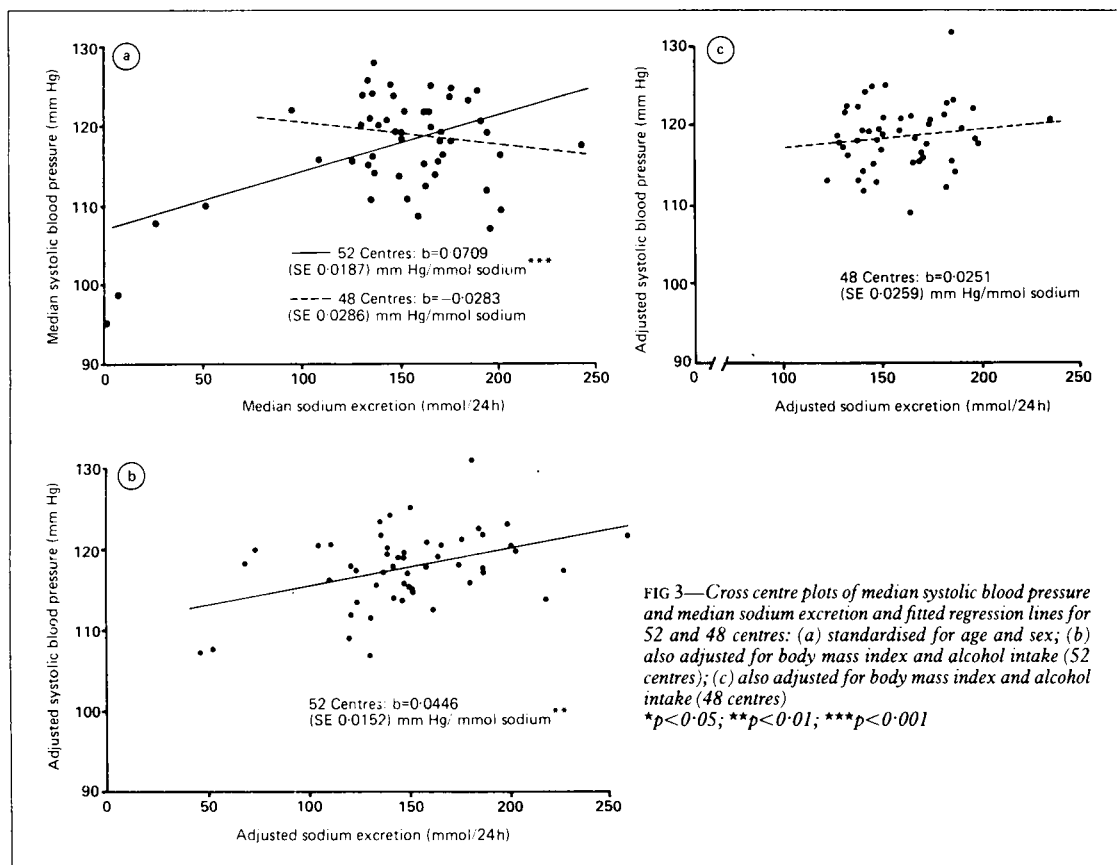 a
130
120
110
100
90
Median systolic blood pressure (mm Hg)
52 Centres: b=0·0709
(SE 0·0187) mm Hg/mmol sodium ***
48 Centres: b=−0·0283
(SE 0·0286) mm Hg/mmol sodium
0 50 100 150 200 250
Median sodium excretion (mmol/24h)
c
130
120
110
100
90
Adjusted systolic blood pressure (mm Hg)
48 Centres: b=0·0251
(SE 0·0259) mm Hg/mmol sodium
0 100 150 200 250
Adjusted sodium excretion (mmol/24h)
b
130
120
110
100
90
Adjusted systolic blood pressure (mm Hg)
52 Centres: b=0·0446
(SE 0·0152) mm Hg/ mmol sodium **
0 50 100 150 200 250
Adjusted sodium excretion (mmol/24h)
FIG 3—Cross centre plots of median systolic blood pressure
and median sodium excretion and fitted regression lines for
52 and 48 centres: (a) standardised for age and sex; (b)
also adjusted for body mass index and alcohol intake (52
centres); (c) also adjusted for body mass index and alcohol
intake (48 centres)
*p<0·05; **p<0·01; ***p<0·001